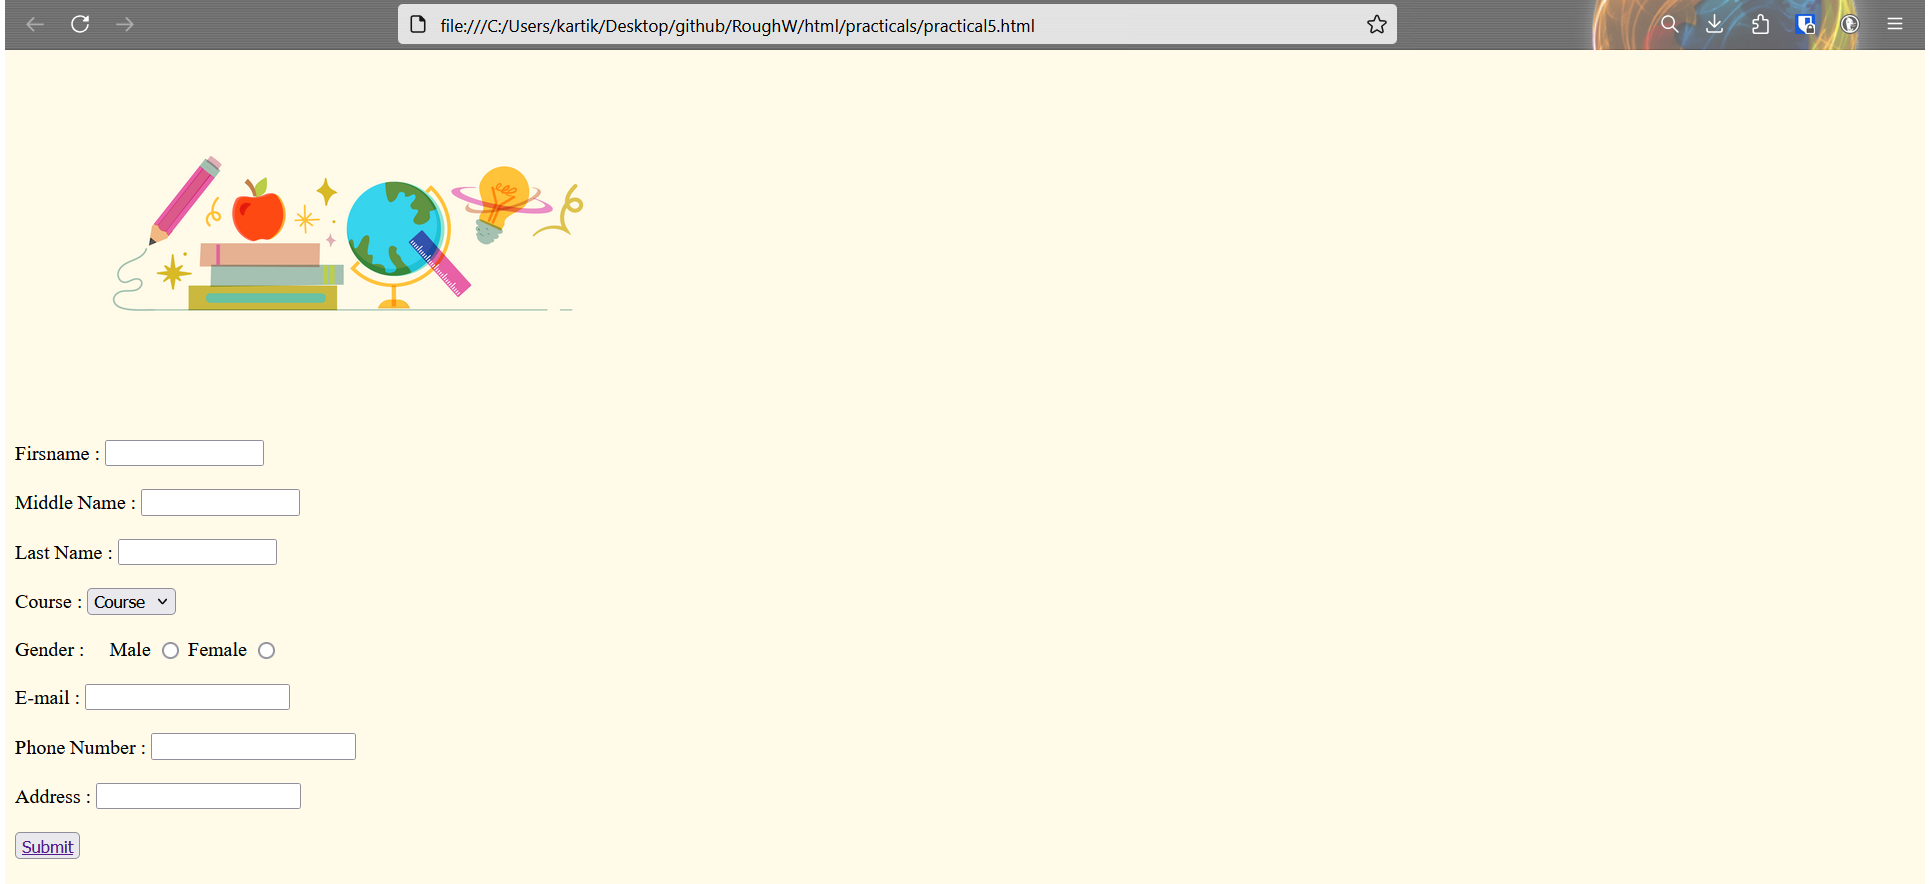 file:///C:/Users/kartik/Desktop/github/RoughW/html/practicals/practical5.html
Firsname :
Middle Name :
Last Name :
Course : Course
Gender : Male Female
E-mail :
Phone Number :
Address :
Submit